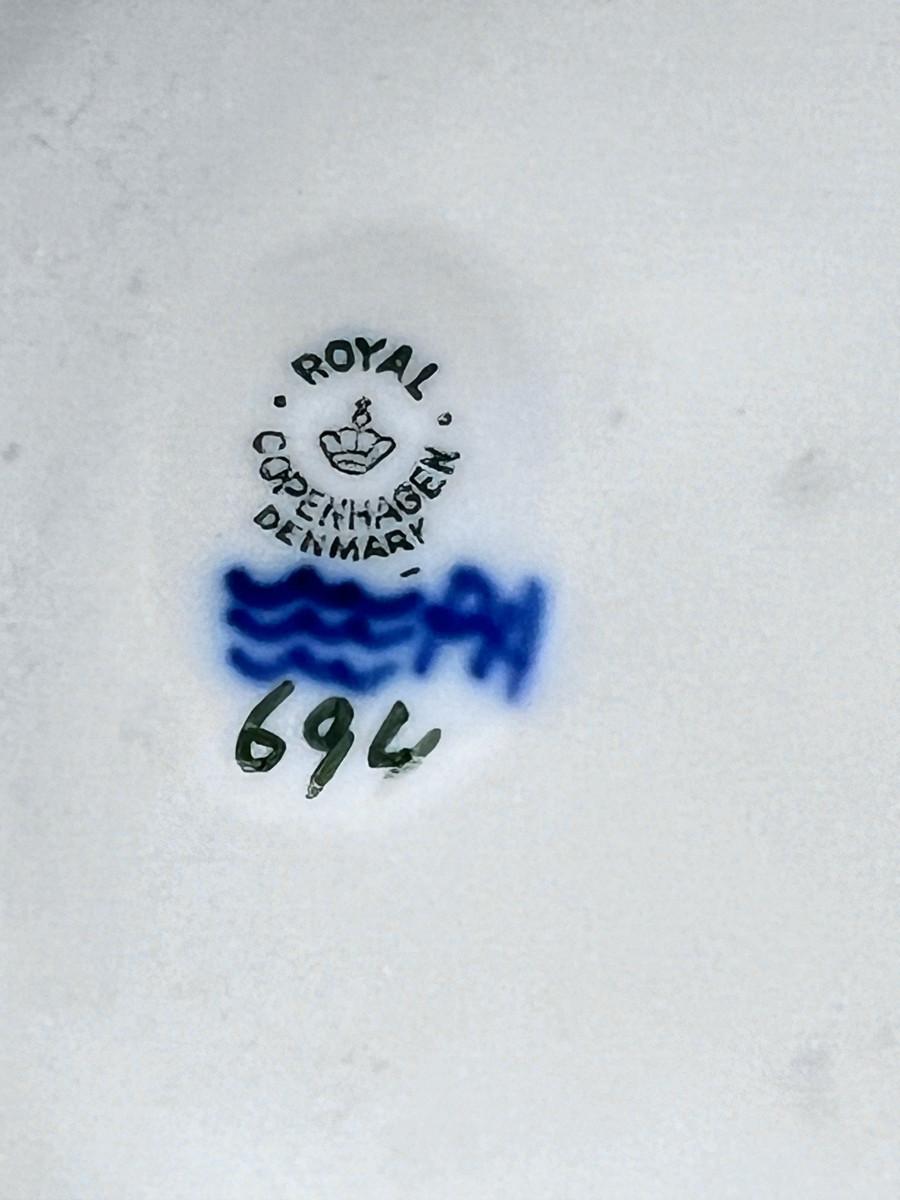 ROYAL
COPENHAGEN
DENMARK
694